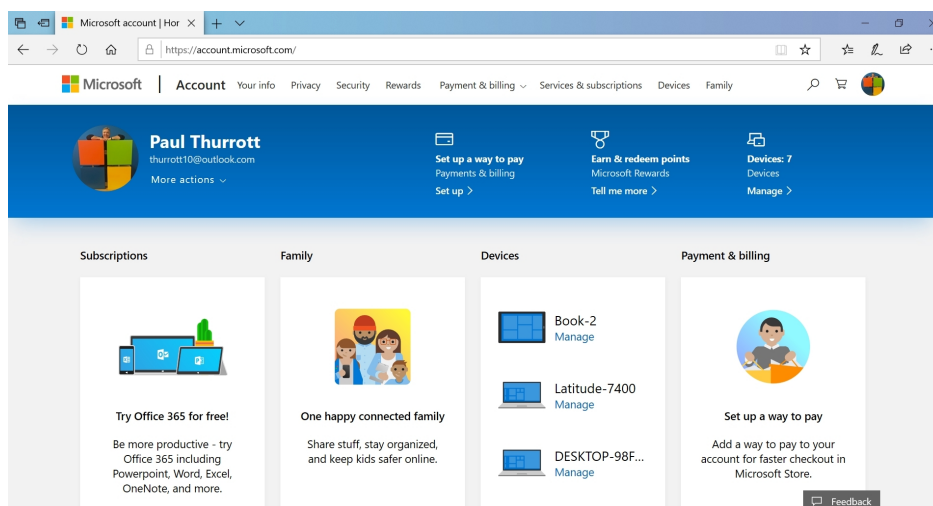 Microsoft account | Hor
https://account.microsoft.com/
Microsoft | Account Your info Privacy Security Rewards Payment & billing Services & subscriptions Devices Family
Paul Thurrott
thurrott10@outlook.com
More actions
Set up a way to pay
Payments & billing
Set up
Earn & redeem points
Microsoft Rewards
Tell me more
Devices: 7
Devices
Manage
Subscriptions
Try Office 365 for free!
Be more productive - try
Office 365 including
Powerpoint, Word, Excel,
OneNote, and more.
Family
One happy connected family
Share stuff, stay organized,
and keep kids safer online.
Devices
Book-2
Manage
Latitude-7400
Manage
DESKTOP-98F...
Manage
Payment & billing
Set up a way to pay
Add a way to pay to your
account for faster checkout in
Microsoft Store.
Feedback